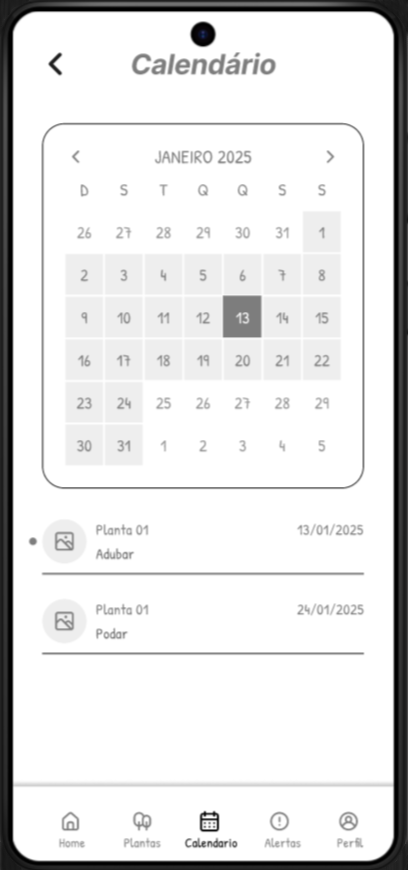 Calendário
JANEIRO 2025
D S T Q Q S S
26 27 28 29 30 31 1
2 3 4 5 6 7 8
9 10 11 12 13 14 15
16 17 18 19 20 21 22
23 24 25 26 27 28 29
30 31 1 2 3 4 5
Planta 01 13/01/2025
Adubar
Planta 01 24/01/2025
Podar
Home Plantas Calendario Alertas Perfil